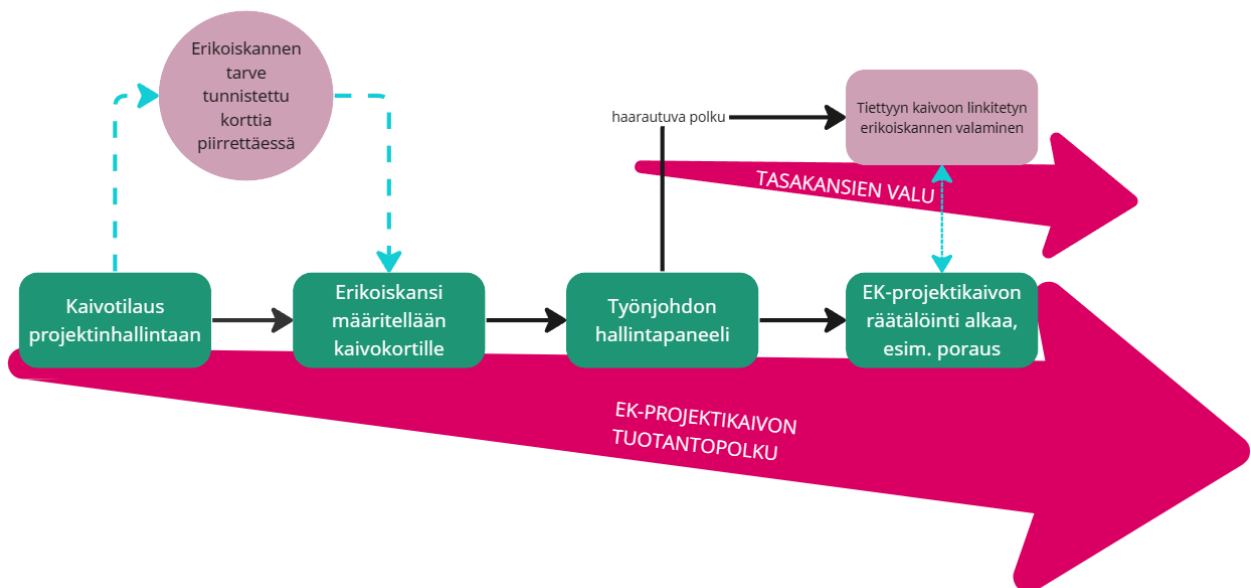 Erikoiskannen
tarve
tunnistettu
korttia
piirrettäessä
haarautuva polku
Tiettyyn kaivoon linkitetyn
erikoiskannen valaminen
TASAKANSIEN VALU
Kaivotilaus
projektinhallintaan
Erikoiskansi
määritellään
kaivokortille
Työnjohdon
hallintapaneeli
EK-projektikaivon
räätälöinti alkaa,
esim. poraus
EK-PROJEKTIKAIVON
TUOTANTOPOLKU